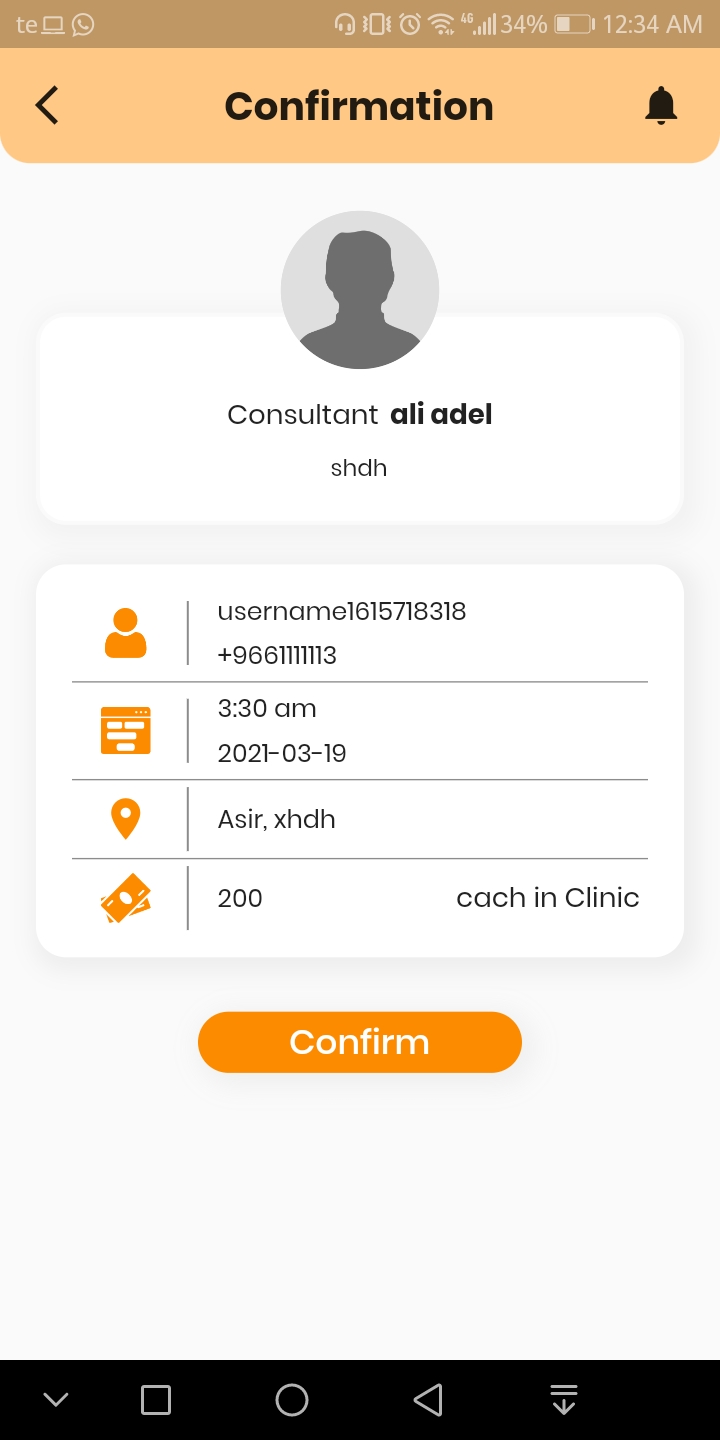 te 4G 34% 12:34 AM
Confirmation
Consultant ali adel
shdh
username1615718318
+9661111113
3:30 am
2021-03-19
Asir, xhdh
200 cach in Clinic
Confirm